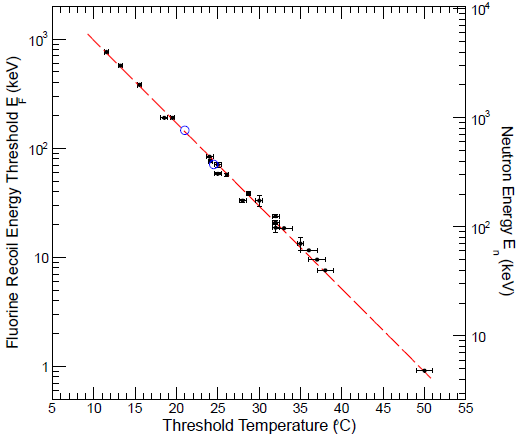 Fluorine Recoil Energy Threshold E_F (keV)
10³
10²
10
1
5 10 15 20 25 30 35 40 45 50 55
Threshold Temperature (°C)
10⁴
10³
10²
10
Neutron Energy E_n (keV)